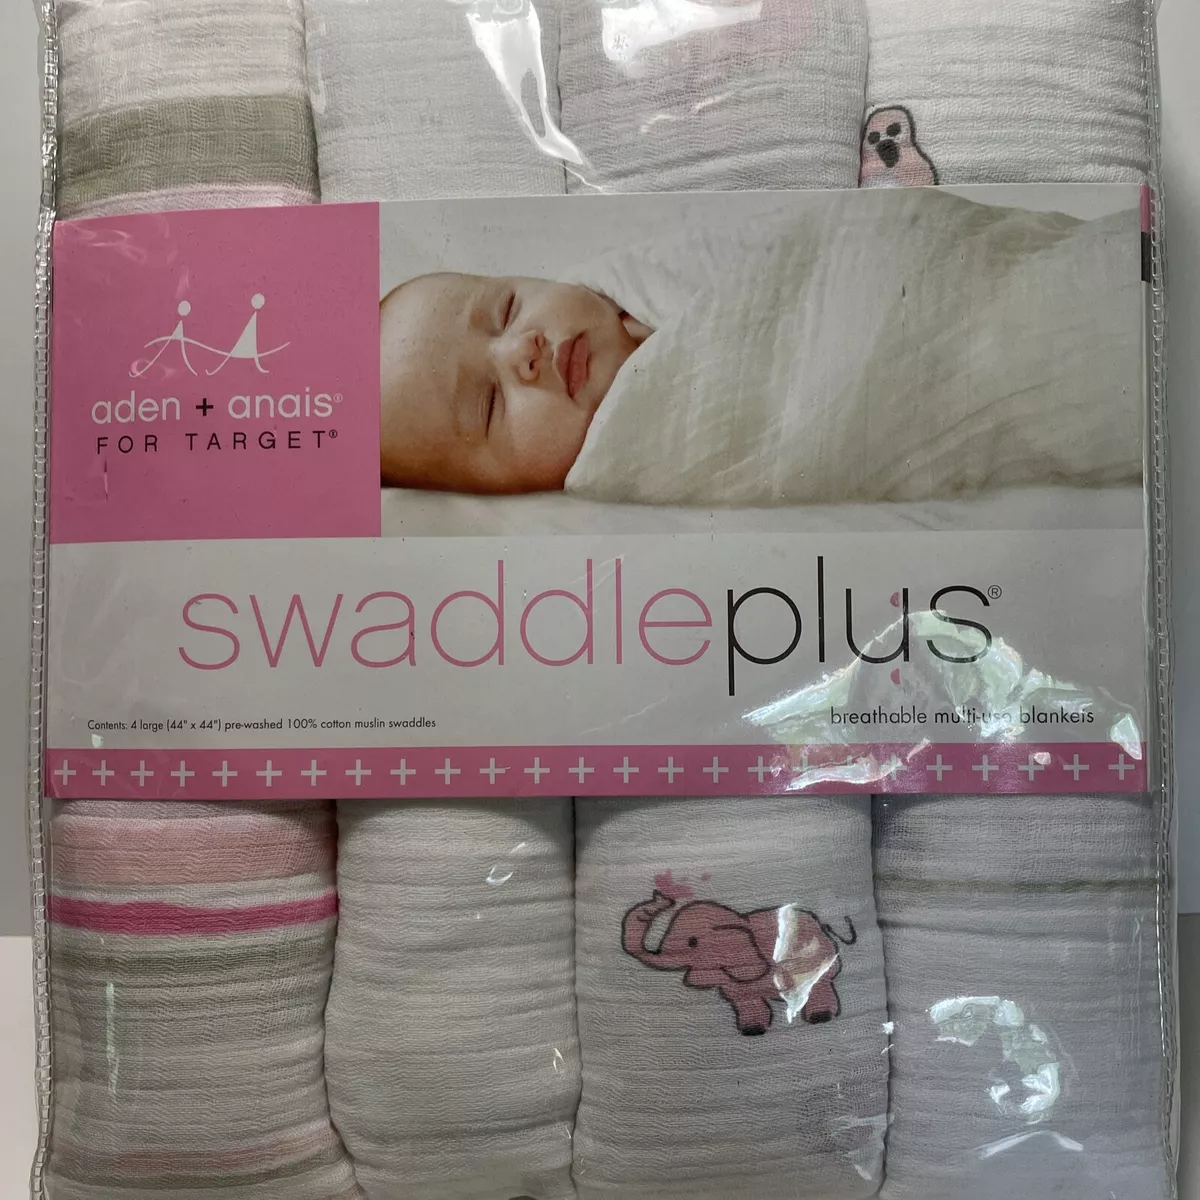 aden + anais®
FOR TARGET®
swaddleplus®
Contents: 4 large (44" x 44") pre-washed 100% cotton muslin swaddles
breathable multi-use blankets